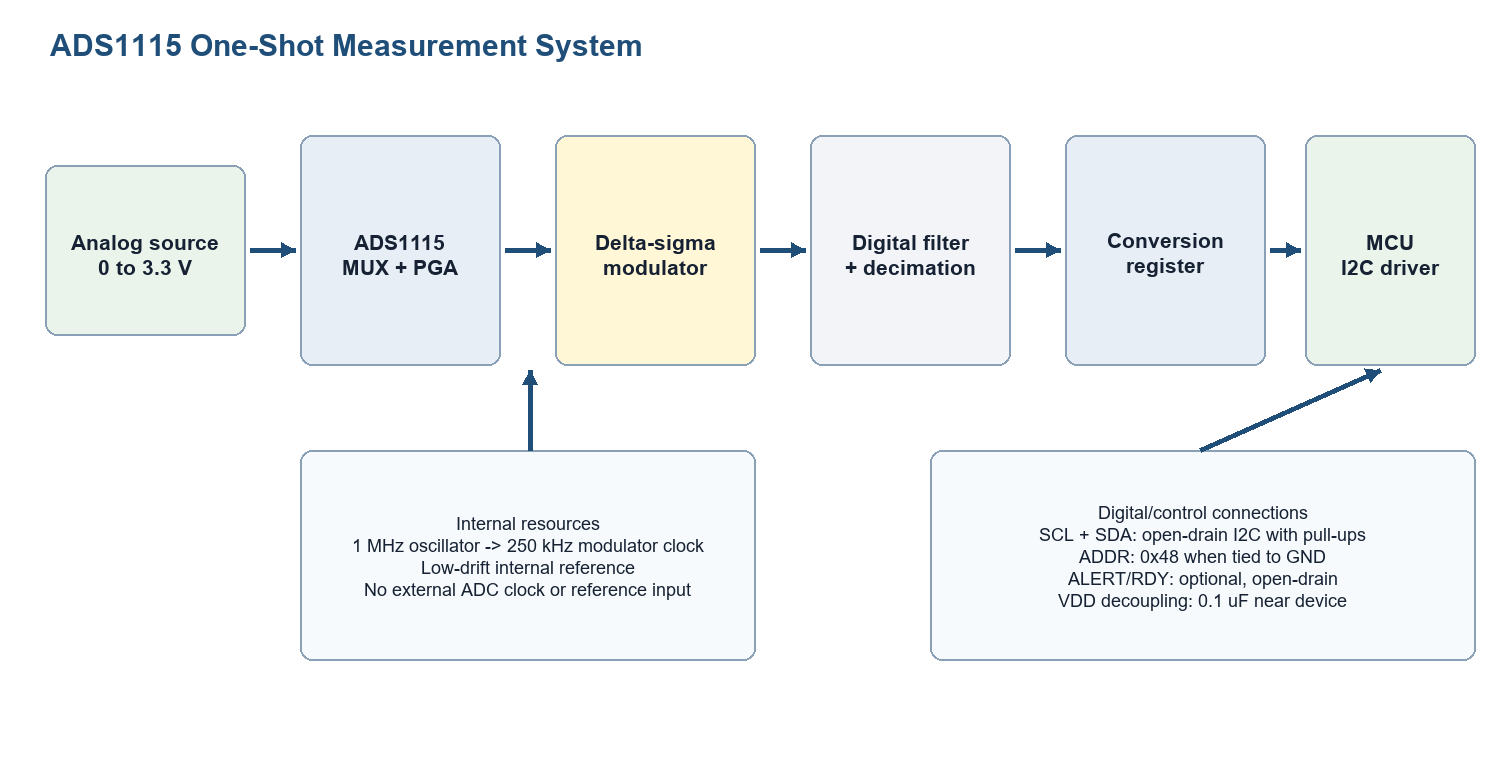 ADS1115 One-Shot Measurement System
Analog source
0 to 3.3 V
ADS1115
MUX + PGA
Delta-sigma
modulator
Digital filter
+ decimation
Conversion
register
MCU
I2C driver
Internal resources
1 MHz oscillator -> 250 kHz modulator clock
Low-drift internal reference
No external ADC clock or reference input
Digital/control connections
SCL + SDA: open-drain I2C with pull-ups
ADDR: 0x48 when tied to GND
ALERT/RDY: optional, open-drain
VDD decoupling: 0.1 uF near device